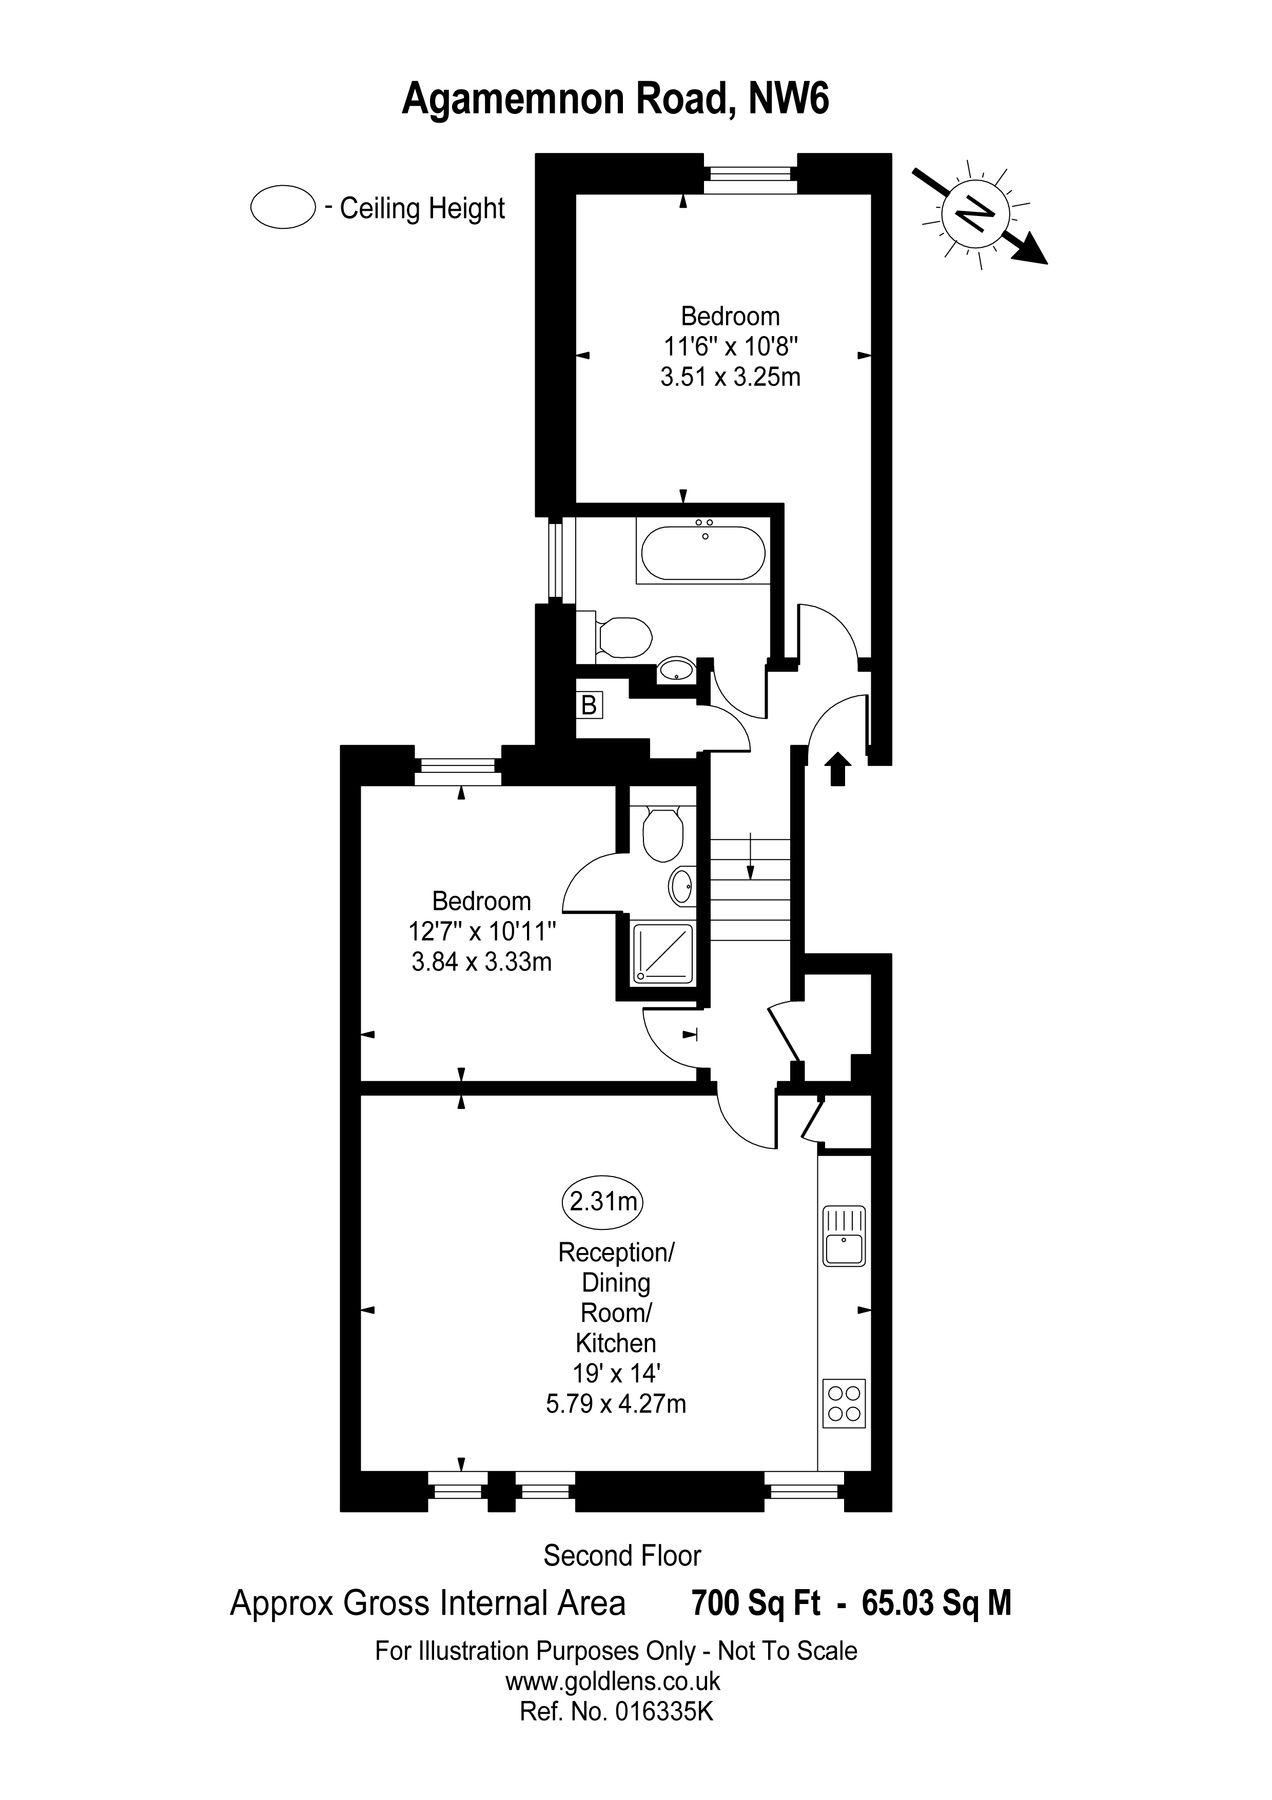 Agamemnon Road, NW6
- Ceiling Height
N
Bedroom
11'6" x 10'8"
3.51 x 3.25m
B
Bedroom
12'7" x 10'11"
3.84 x 3.33m
2.31m
Reception/
Dining
Room/
Kitchen
19' x 14'
5.79 x 4.27m
Second Floor
Approx Gross Internal Area 700 Sq Ft - 65.03 Sq M
For Illustration Purposes Only - Not To Scale
www.goldlens.co.uk
Ref. No. 016335K